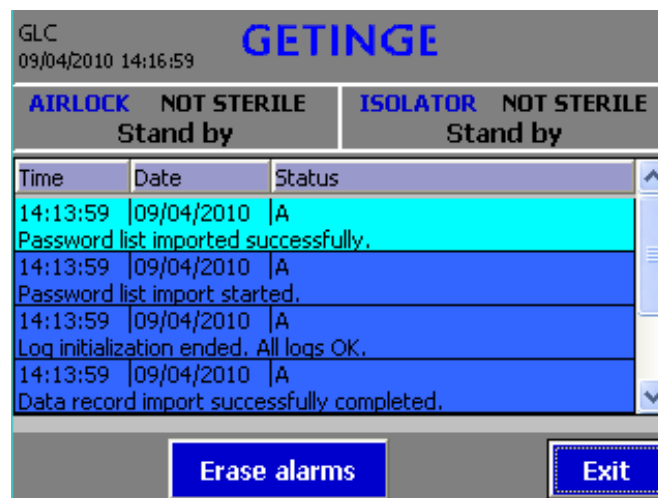 GLC
GETINGE
09/04/2010 14:16:59
AIRLOCK NOT STERILE
Stand by
ISOLATOR NOT STERILE
Stand by
Time Date Status
14:13:59 09/04/2010 A
Password list imported successfully.
14:13:59 09/04/2010 A
Password list import started.
14:13:59 09/04/2010 A
Log initialization ended. All logs OK.
14:13:59 09/04/2010 A
Data record import successfully completed.
Erase alarms
Exit